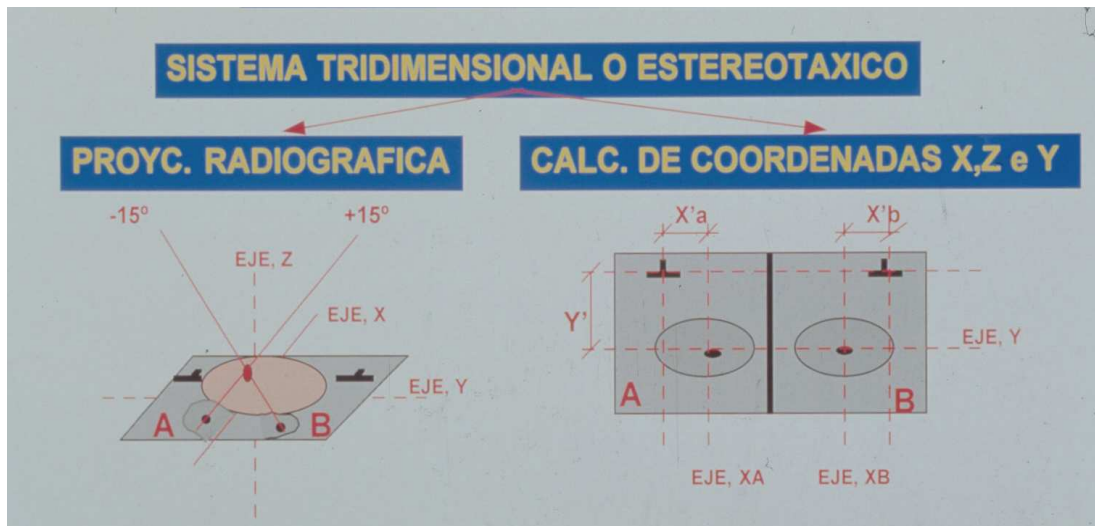 SISTEMA TRIDIMENSIONAL O ESTEREOTAXICO
PROYC. RADIOGRAFICA
CALC. DE COORDENADAS X,Z e Y
-15º
+15º
EJE, Z
EJE, X
EJE, Y
A
B
X'a
X'b
Y'
EJE, Y
A
B
EJE, XA
EJE, XB